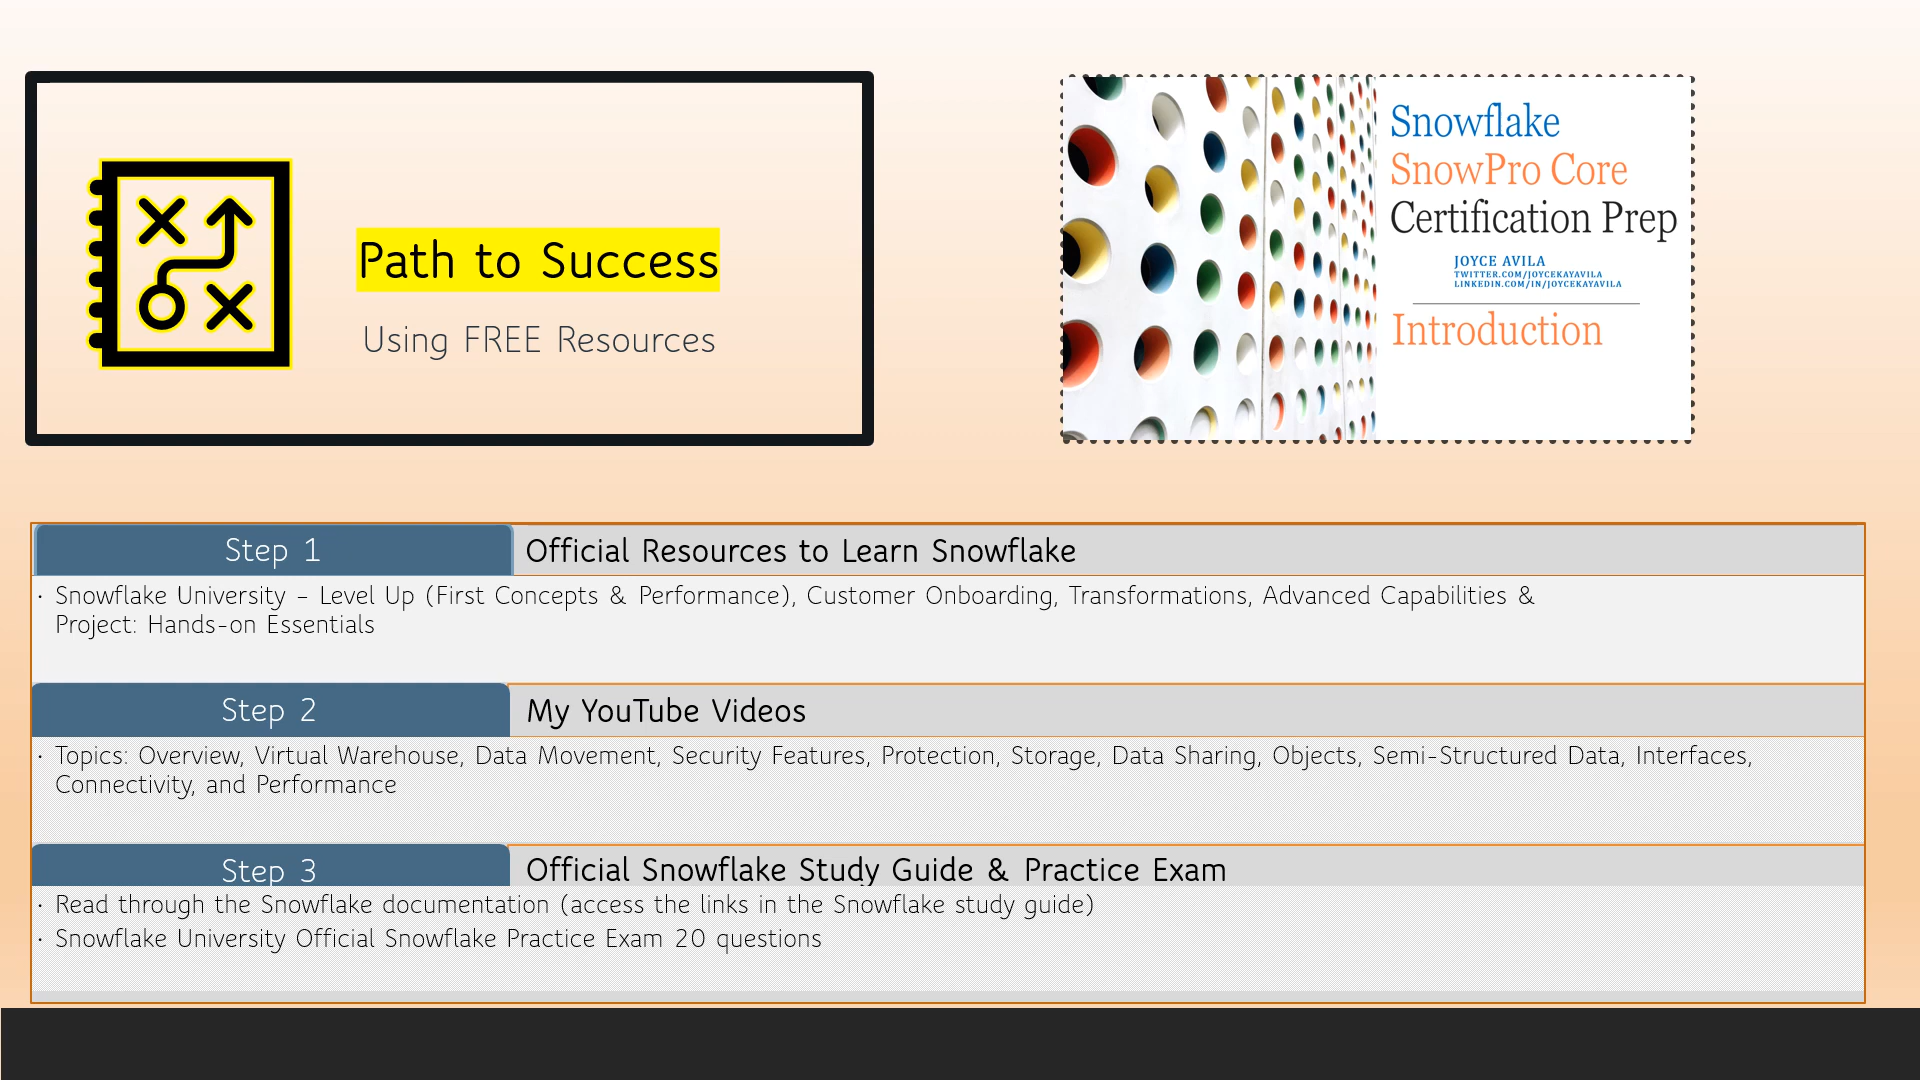 Path to Success
Using FREE Resources
Snowflake
SnowPro Core
Certification Prep
JOYCE AVILA
TWITTER.COM/JOYCEKAYAVILA
LINKEDIN.COM/IN/JOYCEKAYAVILA
Introduction
Step 1
Official Resources to Learn Snowflake
· Snowflake University – Level Up (First Concepts & Performance), Customer Onboarding, Transformations, Advanced Capabilities &
Project: Hands-on Essentials
Step 2
My YouTube Videos
· Topics: Overview, Virtual Warehouse, Data Movement, Security Features, Protection, Storage, Data Sharing, Objects, Semi-Structured Data, Interfaces,
Connectivity, and Performance
Step 3
Official Snowflake Study Guide & Practice Exam
· Read through the Snowflake documentation (access the links in the Snowflake study guide)
· Snowflake University Official Snowflake Practice Exam 20 questions